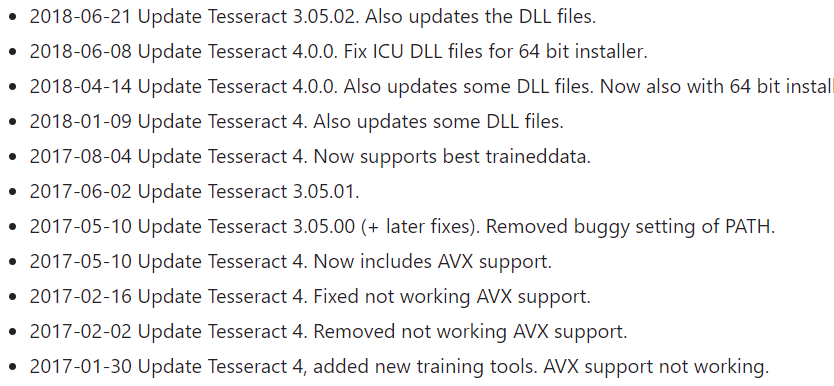 • 2018-06-21 Update Tesseract 3.05.02. Also updates the DLL files.
• 2018-06-08 Update Tesseract 4.0.0. Fix ICU DLL files for 64 bit installer.
• 2018-04-14 Update Tesseract 4.0.0. Also updates some DLL files. Now also with 64 bit install
• 2018-01-09 Update Tesseract 4. Also updates some DLL files.
• 2017-08-04 Update Tesseract 4. Now supports best traineddata.
• 2017-06-02 Update Tesseract 3.05.01.
• 2017-05-10 Update Tesseract 3.05.00 (+ later fixes). Removed buggy setting of PATH.
• 2017-05-10 Update Tesseract 4. Now includes AVX support.
• 2017-02-16 Update Tesseract 4. Fixed not working AVX support.
• 2017-02-02 Update Tesseract 4. Removed not working AVX support.
• 2017-01-30 Update Tesseract 4, added new training tools. AVX support not working.